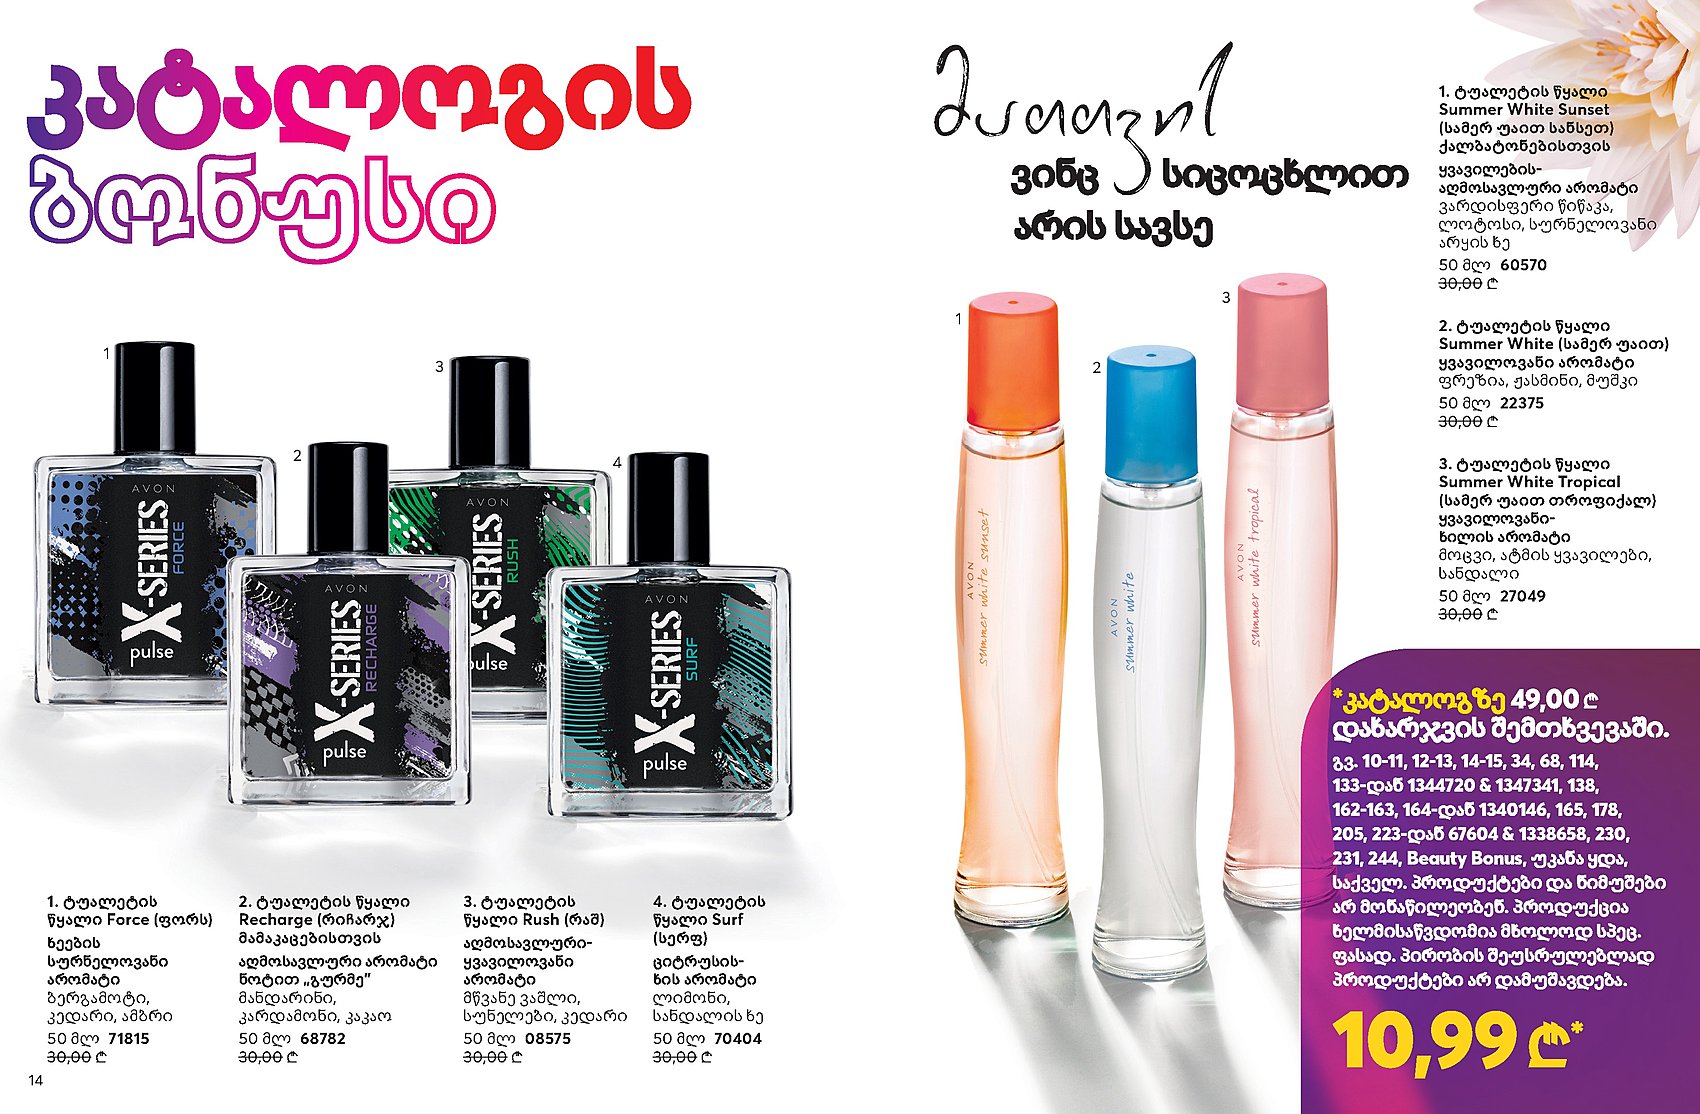 კატალოგის
ბონუსი
1
2
3
4
AVON
X-SERIES
FORCE
pulse
AVON
X-SERIES
RECHARGE
pulse
AVON
X-SERIES
RUSH
pulse
AVON
X-SERIES
SURF
pulse
1. ტუალეტის
წყალი Force (ფორს)
ხეების
სურნელოვანი
არომატი
ბერგამოტი,
კედარი, ამბრი
50 მლ 71815
30,00 ₾
2. ტუალეტის წყალი
Recharge (რიჩარჯ)
მამაკაცებისთვის
აღმოსავლური არომატი
ნოტით „გურმე”
მანდარინი,
კარდამონი, კაკაო
50 მლ 68782
30,00 ₾
3. ტუალეტის
წყალი Rush (რაშ)
აღმოსავლური-
ყვავილოვანი
არომატი
მწვანე ვაშლი,
სუნელები, კედარი
50 მლ 08575
30,00 ₾
4. ტუალეტის
წყალი Surf
(სერფ)
ციტრუსის-
ხის არომატი
ლიმონი,
სანდალის ხე
50 მლ 70404
30,00 ₾
14
მათთვის
ვინც სიცოცხლით
არის სავსე
1
2
3
AVON
summer white sunset
AVON
summer white
AVON
summer white tropical
1. ტუალეტის წყალი
Summer White Sunset
(სამერ უაით სანსეთ)
ქალბატონებისთვის
ყვავილების-
აღმოსავლური არომატი
ვარდისფერი წიწაკა,
ლოტოსი, სურნელოვანი
არყის ხე
50 მლ 60570
30,00 ₾
2. ტუალეტის წყალი
Summer White (სამერ უაით)
ყვავილოვანი არომატი
ფრეზია, ჟასმინი, მუშკი
50 მლ 22375
30,00 ₾
3. ტუალეტის წყალი
Summer White Tropical
(სამერ უაით თროფიქალ)
ყვავილოვანი-
ხილის არომატი
მოცვი, ატმის ყვავილები,
სანდალი
50 მლ 27049
30,00 ₾
*კატალოგზე 49,00 ₾
დახარჯვის შემთხვევაში.
გვ. 10-11, 12-13, 14-15, 34, 68, 114,
133-დან 1344720 & 1347341, 138,
162-163, 164-დან 1340146, 165, 178,
205, 223-დან 67604 & 1338658, 230,
231, 244, Beauty Bonus, უკანა ყდა,
საქველ. პროდუქტები და ნიმუშები
არ მონაწილეობენ. პროდუქცია
ხელმისაწვდომია მხოლოდ სპეც.
ფასად. პირობის შეუსრულებლად
პროდუქტები არ დამუშავდება.
10,99 ₾*